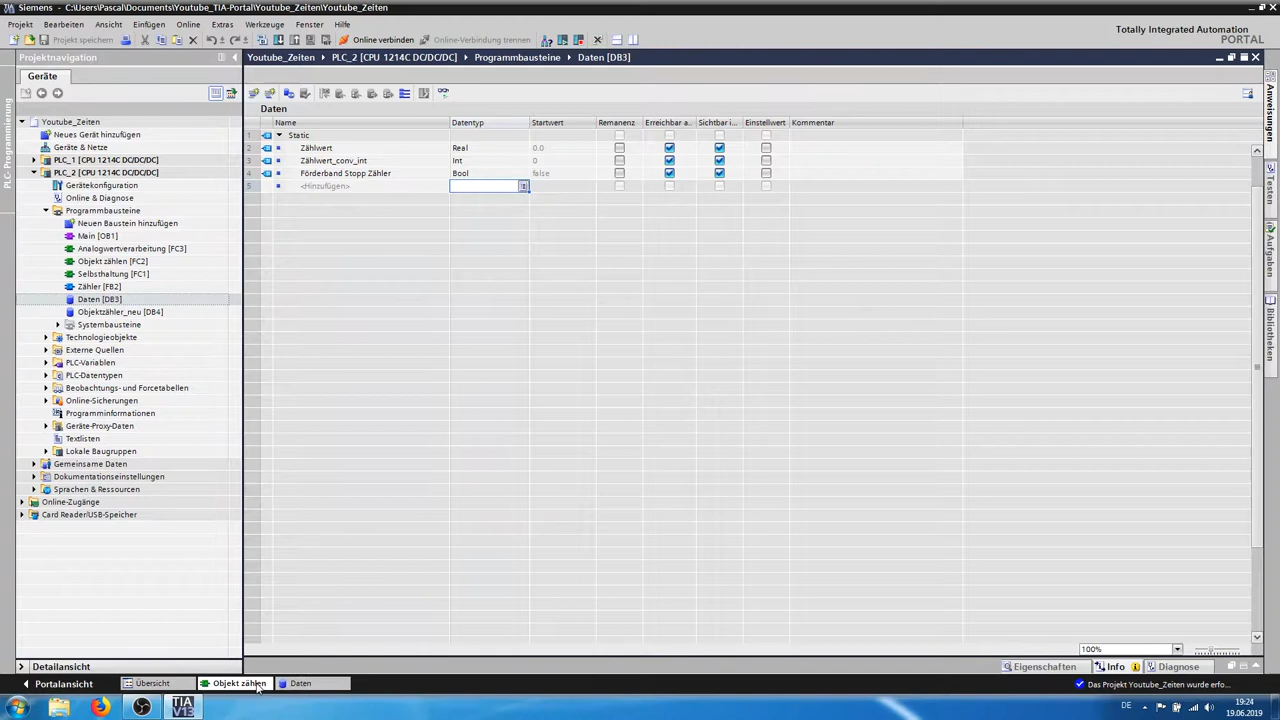 Siemens - C:\Users\Pascal\Documents\Youtube_TIA-Portal\Youtube_Zeiten\Youtube_Zeiten
Projekt Bearbeiten Ansicht Einfügen Online Extras Werkzeuge Fenster Hilfe
Projekt speichern Online verbinden Online-Verbindung trennen
Totally Integrated Automation
PORTAL
Projektnavigation
Youtube_Zeiten PLC_2 [CPU 1214C DC/DC/DC] Programmbausteine Daten [DB3]
Geräte
PLC-Programmierung
Youtube_Zeiten
Neues Gerät hinzufügen
Geräte & Netze
PLC_1 [CPU 1214C DC/DC/DC]
PLC_2 [CPU 1214C DC/DC/DC]
Gerätekonfiguration
Online & Diagnose
Programmbausteine
Neuen Baustein hinzufügen
Main [OB1]
Analogwertverarbeitung [FC3]
Objekt zählen [FC2]
Selbsthaltung [FC1]
Zähler [FB2]
Daten [DB3]
Objektzähler_neu [DB4]
Systembausteine
Technologieobjekte
Externe Quellen
PLC-Variablen
PLC-Datentypen
Beobachtungs- und Forcetabellen
Online-Sicherungen
Programminformationen
Geräte-Proxy-Daten
Textlisten
Lokale Baugruppen
Gemeinsame Daten
Dokumentationseinstellungen
Sprachen & Ressourcen
Online-Zugänge
Card Reader/USB-Speicher
Daten
Name Datentyp Startwert Remanenz Erreichbar a.. Sichtbar i... Einstellwert Kommentar
1 Static
2 Zählwert Real 0.0
3 Zählwert_conv_int Int 0
4 Förderband Stopp Zähler Bool false
5 <Hinzufügen>
Anweisungen
Testen
Aufgaben
Bibliotheken
100%
Detailansicht
Eigenschaften Info Diagnose
Portalansicht Übersicht Objekt zählen Daten
Das Projekt Youtube_Zeiten wurde erfo...
TIA
V13
DE
19:24
19.06.2019